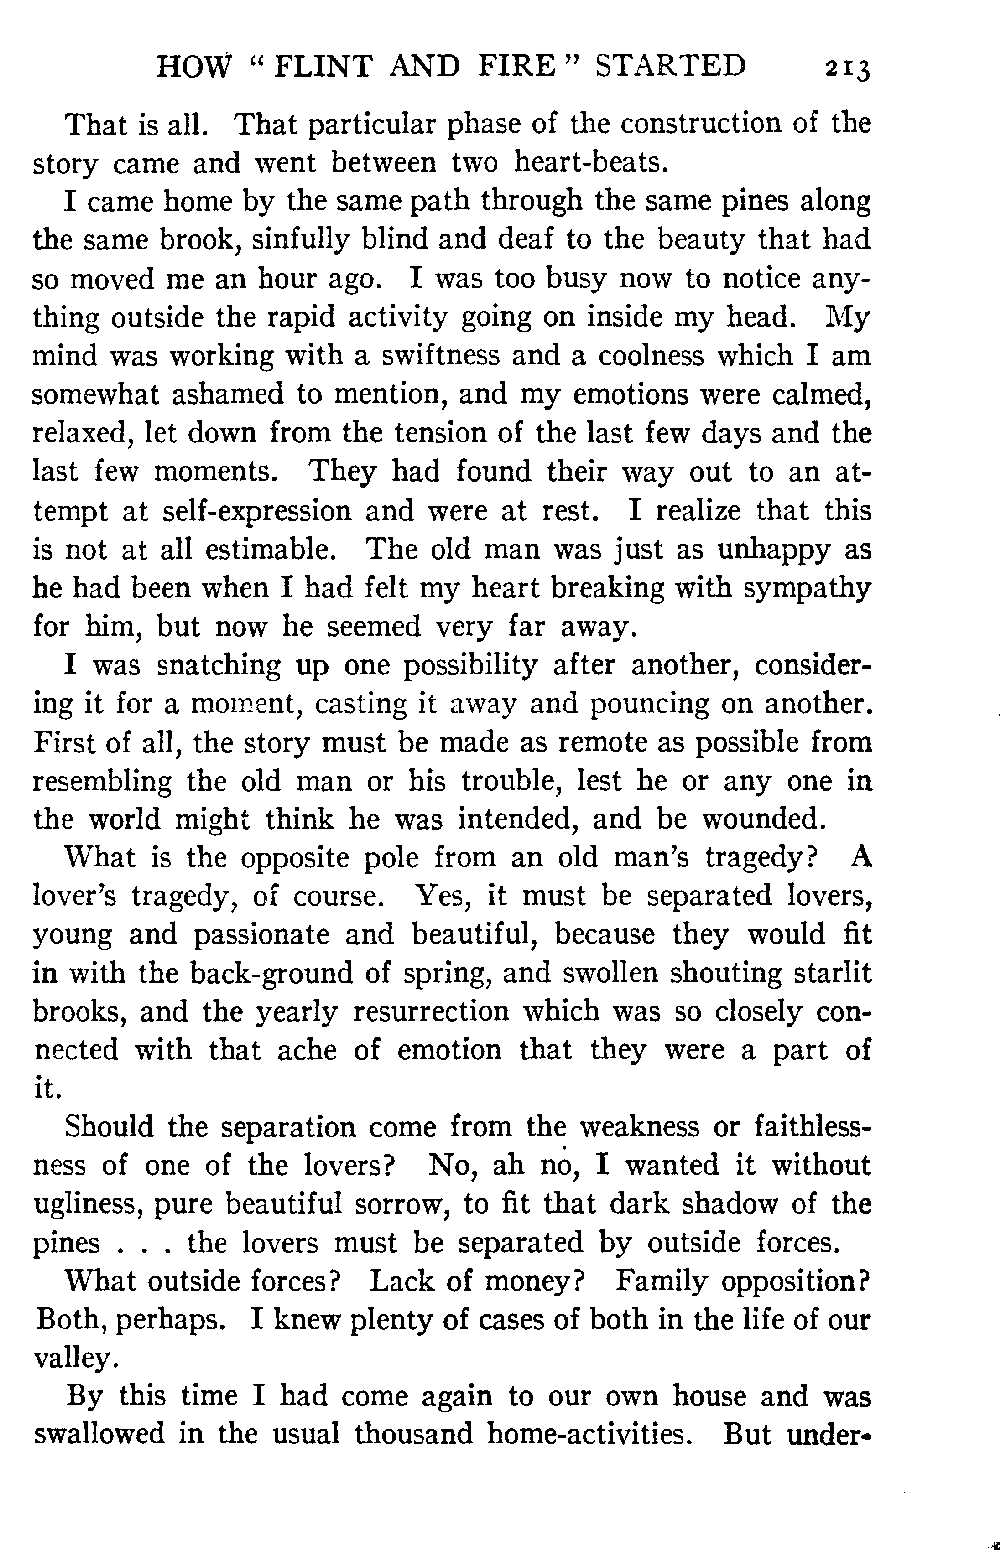 HOW “ FLINT AND FIRE ” STARTED 213
That is all. That particular phase of the construction of the
story came and went between two heart-beats.
I came home by the same path through the same pines along
the same brook, sinfully blind and deaf to the beauty that had
so moved me an hour ago. I was too busy now to notice any-
thing outside the rapid activity going on inside my head. My
mind was working with a swiftness and a coolness which I am
somewhat ashamed to mention, and my emotions were calmed,
relaxed, let down from the tension of the last few days and the
last few moments. They had found their way out to an at-
tempt at self-expression and were at rest. I realize that this
is not at all estimable. The old man was just as unhappy as
he had been when I had felt my heart breaking with sympathy
for him, but now he seemed very far away.
I was snatching up one possibility after another, consider-
ing it for a moment, casting it away and pouncing on another.
First of all, the story must be made as remote as possible from
resembling the old man or his trouble, lest he or any one in
the world might think he was intended, and be wounded.
What is the opposite pole from an old man's tragedy? A
lover's tragedy, of course. Yes, it must be separated lovers,
young and passionate and beautiful, because they would fit
in with the back-ground of spring, and swollen shouting starlit
brooks, and the yearly resurrection which was so closely con-
nected with that ache of emotion that they were a part of
it.
Should the separation come from the weakness or faithless-
ness of one of the lovers? No, ah no, I wanted it without
ugliness, pure beautiful sorrow, to fit that dark shadow of the
pines . . . the lovers must be separated by outside forces.
What outside forces? Lack of money? Family opposition?
Both, perhaps. I knew plenty of cases of both in the life of our
valley.
By this time I had come again to our own house and was
swallowed in the usual thousand home-activities. But under-